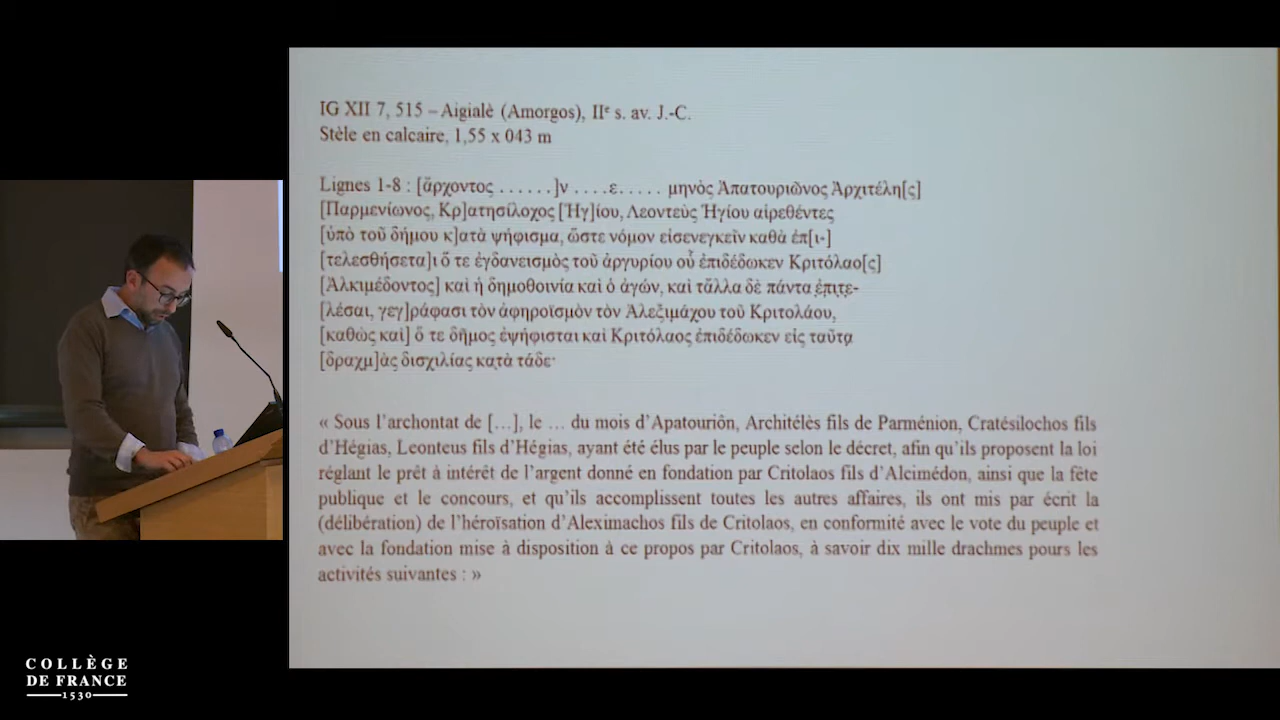 IG XII 7, 515 – Aigialè (Amorgos), IIᵉ s. av. J.-C.
Stèle en calcaire, 1,55 x 043 m
Lignes 1-8 : [ἄρχοντος . . . . . .]ν . . . .ε. . . . . μηνὸς Ἀπατουριῶνος Ἀρχιτέλη[ς]
[Παρμενίωνος, Κρ]ατησίλοχος [Ἡγ]ίου, Λεοντεὺς Ἡγίου αἱρεθέντες
[ὑπὸ τοῦ δήμου κ]ατὰ ψήφισμα, ὥστε νόμον εἰσενεγκεῖν καθὰ ἐπ[ι-]
[τελεσθήσετα]ι ὅ τε ἐγδανεισμὸς τοῦ ἀργυρίου οὗ ἐπιδέδωκεν Κριτόλαο[ς]
[Ἀλκιμέδοντος] καὶ ἡ δημοθοινία καὶ ὁ ἀγών, καὶ τἄλλα δὲ πάντα ἐπ̣ιτ̣ε̣-
[λέσαι, γεγ]ράφασι τὸν ἀφηροϊσμὸν τὸν Ἀλεξιμάχου τοῦ Κριτολάου,
[καθὼς καὶ] ὅ τε δῆμος ἐψήφισται καὶ Κριτόλαος ἐπιδέδωκεν εἰς ταῦτα̣
[δραχμ]ὰς δισχιλίας κατ̣ὰ τάδε·
« Sous l’archontat de […], le … du mois d’Apatouriôn, Architélès fils de Parménion, Cratésilochos fils
d’Hégias, Leonteus fils d’Hégias, ayant été élus par le peuple selon le décret, afin qu’ils proposent la loi
réglant le prêt à intérêt de l’argent donné en fondation par Critolaos fils d’Alcimédon, ainsi que la fête
publique et le concours, et qu’ils accomplissent toutes les autres affaires, ils ont mis par écrit la
(délibération) de l’héroïsation d’Aleximachos fils de Critolaos, en conformité avec le vote du peuple et
avec la fondation mise à disposition à ce propos par Critolaos, à savoir dix mille drachmes pours les
activités suivantes : »
COLLÈGE
DE FRANCE
1530